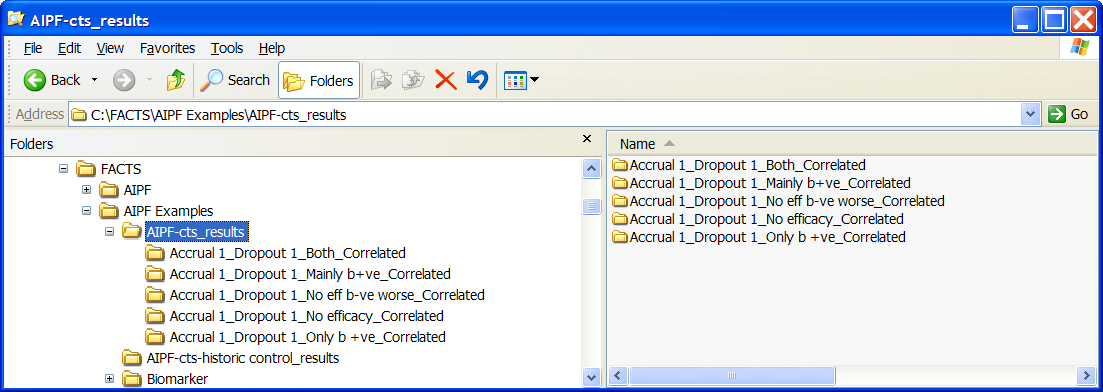 AIPF-cts_results
File Edit View Favorites Tools Help
Back Search Folders
Address C:\FACTS\AIPF Examples\AIPF-cts_results Go
Folders
FACTS
AIPF
AIPF Examples
AIPF-cts_results
Accrual 1_Dropout 1_Both_Correlated
Accrual 1_Dropout 1_Mainly b+ve_Correlated
Accrual 1_Dropout 1_No eff b-ve worse_Correlated
Accrual 1_Dropout 1_No efficacy_Correlated
Accrual 1_Dropout 1_Only b +ve_Correlated
AIPF-cts-historic control_results
Biomarker
Name
Accrual 1_Dropout 1_Both_Correlated
Accrual 1_Dropout 1_Mainly b+ve_Correlated
Accrual 1_Dropout 1_No eff b-ve worse_Correlated
Accrual 1_Dropout 1_No efficacy_Correlated
Accrual 1_Dropout 1_Only b +ve_Correlated